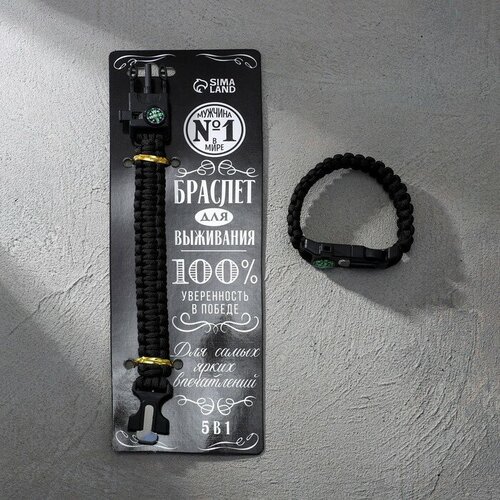 SIMA
LAND
МУЖЧИНА
№1
В
МИРЕ
БРАСЛЕТ
ДЛЯ
ВЫЖИВАНИЯ
100%
УВЕРЕННОСТЬ
В ПОБЕДЕ
Для самых
ярких
впечатлений
5 В 1